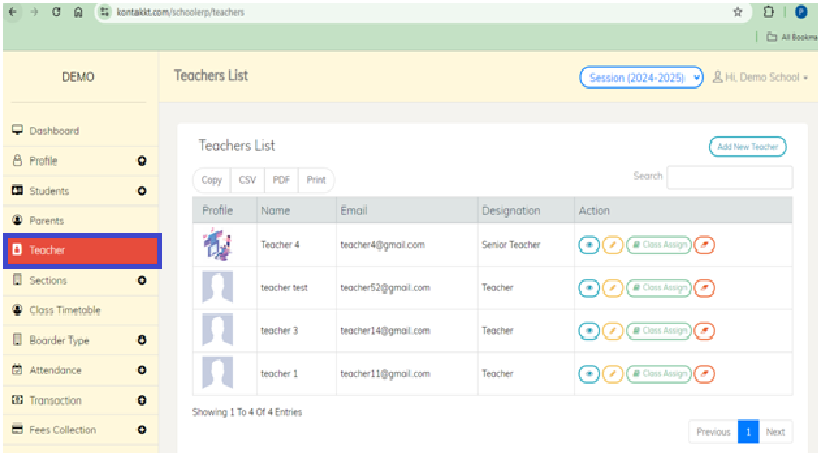 kontakkt.com/schoolerp/teachers
P
All Bookma
DEMO
Teachers List
Session (2024-2025)
Hi, Demo School
Dashboard
Profile
Students
Parents
Teacher
Sections
Class Timetable
Boarder Type
Attendance
Transaction
Fees Collection
Teachers List
Add New Teacher
Copy CSV PDF Print
Search
Profile Name Email Designation Action
Teacher 4 teacher4@gmail.com Senior Teacher Class Assign
teacher test teacher52@gmail.com Teacher Class Assign
teacher 3 teacher14@gmail.com Teacher Class Assign
teacher 1 teacher11@gmail.com Teacher Class Assign
Showing 1 To 4 Of 4 Entries
Previous 1 Next